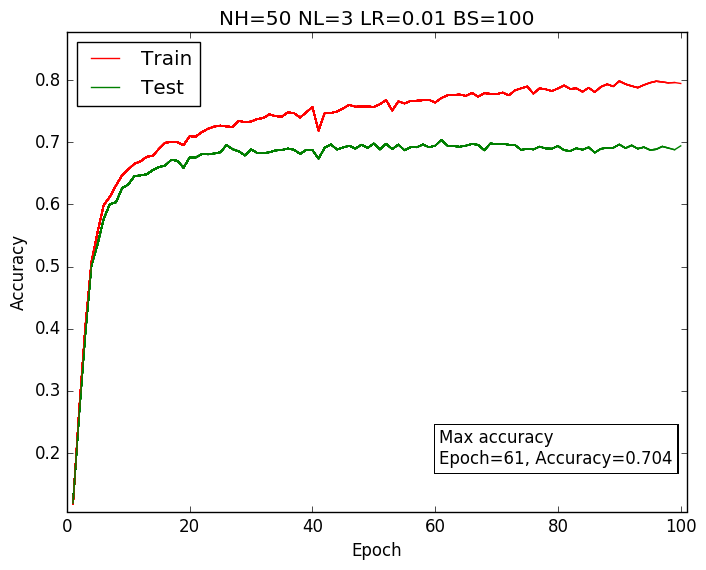 NH=50 NL=3 LR=0.01 BS=100
Train
Test
0.8
0.7
0.6
0.5
0.4
0.3
0.2
Accuracy
Max accuracy
Epoch=61, Accuracy=0.704
0 20 40 60 80 100
Epoch